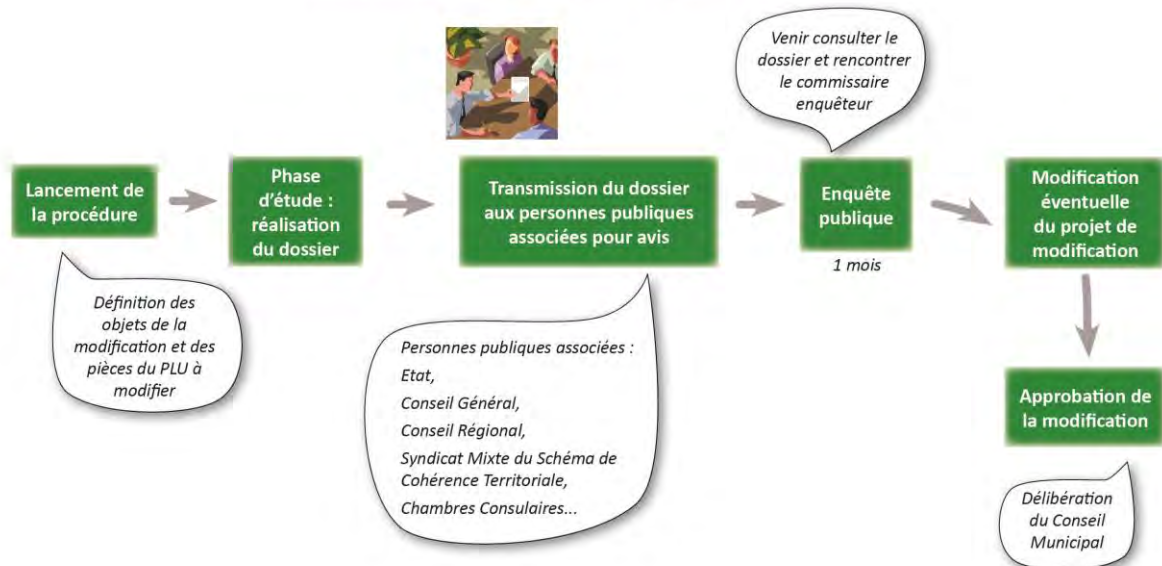 Lancement de
la procédure
Définition des
objets de la
modification et des
pièces du PLU à
modifier
Phase
d'étude :
réalisation
du dossier
Transmission du dossier
aux personnes publiques
associées pour avis
Personnes publiques associées :
Etat,
Conseil Général,
Conseil Régional,
Syndicat Mixte du Schéma de
Cohérence Territoriale,
Chambres Consulaires...
Venir consulter le
dossier et rencontrer
le commissaire
enquêteur
Enquête
publique
1 mois
Modification
éventuelle
du projet de
modification
Approbation de
la modification
Délibération
du Conseil
Municipal